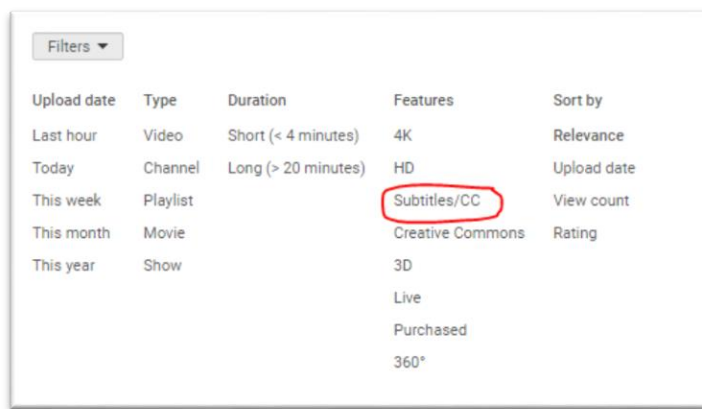 Filters
Upload date Type Duration Features Sort by
Last hour Video Short (< 4 minutes) 4K Relevance
Today Channel Long (> 20 minutes) HD Upload date
This week Playlist Subtitles/CC View count
This month Movie Creative Commons Rating
This year Show 3D
Live
Purchased
360°